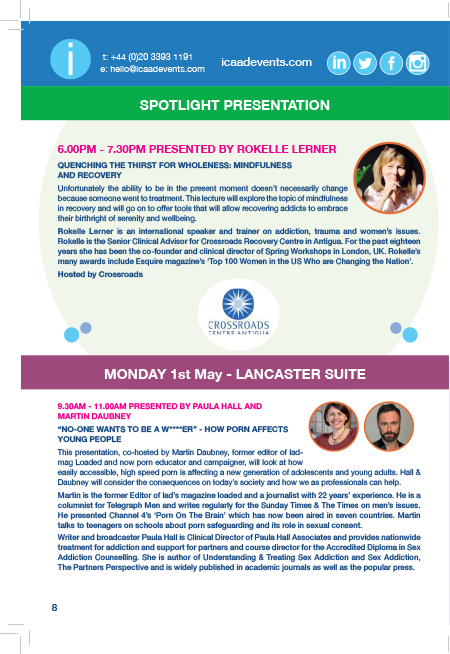 i
t: +44 (0)20 3393 1191
e: hello@icaadevents.com
icaadevents.com
in
f
SPOTLIGHT PRESENTATION
6.00PM - 7.30PM PRESENTED BY ROKELLE LERNER
QUENCHING THE THIRST FOR WHOLENESS: MINDFULNESS
AND RECOVERY
Unfortunately the ability to be in the present moment doesn't necessarily change
because someone went to treatment. This lecture will explore the topic of mindfulness
in recovery and will go on to offer tools that will allow recovering addicts to embrace
their birthright of serenity and wellbeing.
Rokelle Lerner is an international speaker and trainer on addiction, trauma and women's issues.
Rokelle is the Senior Clinical Advisor for Crossroads Recovery Centre in Antigua. For the past eighteen
years she has been the co-founder and clinical director of Spring Workshops in London, UK. Rokelle's
many awards include Esquire magazine's 'Top 100 Women in the US Who are Changing the Nation'.
Hosted by Crossroads
CROSSROADS
CENTRE ANTIGUA
MONDAY 1st May - LANCASTER SUITE
9.30AM - 11.00AM PRESENTED BY PAULA HALL AND
MARTIN DAUBNEY
"NO-ONE WANTS TO BE A W****ER" - HOW PORN AFFECTS
YOUNG PEOPLE
This presentation, co-hosted by Martin Daubney, former editor of lad-
mag Loaded and now porn educator and campaigner, will look at how
easily accessible, high speed porn is affecting a new generation of adolescents and young adults. Hall &
Daubney will consider the consequences on today's society and how we as professionals can help.
Martin is the former Editor of lad's magazine loaded and a journalist with 22 years' experience. He is a
columnist for Telegraph Men and writes regularly for the Sunday Times & The Times on men's issues.
He presented Channel 4's 'Porn On The Brain' which has now been aired in seven countries. Martin
talks to teenagers on schools about porn safeguarding and its role in sexual consent.
Writer and broadcaster Paula Hall is Clinical Director of Paula Hall Associates and provides nationwide
treatment for addiction and support for partners and course director for the Accredited Diploma in Sex
Addiction Counselling. She is author of Understanding & Treating Sex Addiction and Sex Addiction,
The Partners Perspective and is widely published in academic journals as well as the popular press.
8